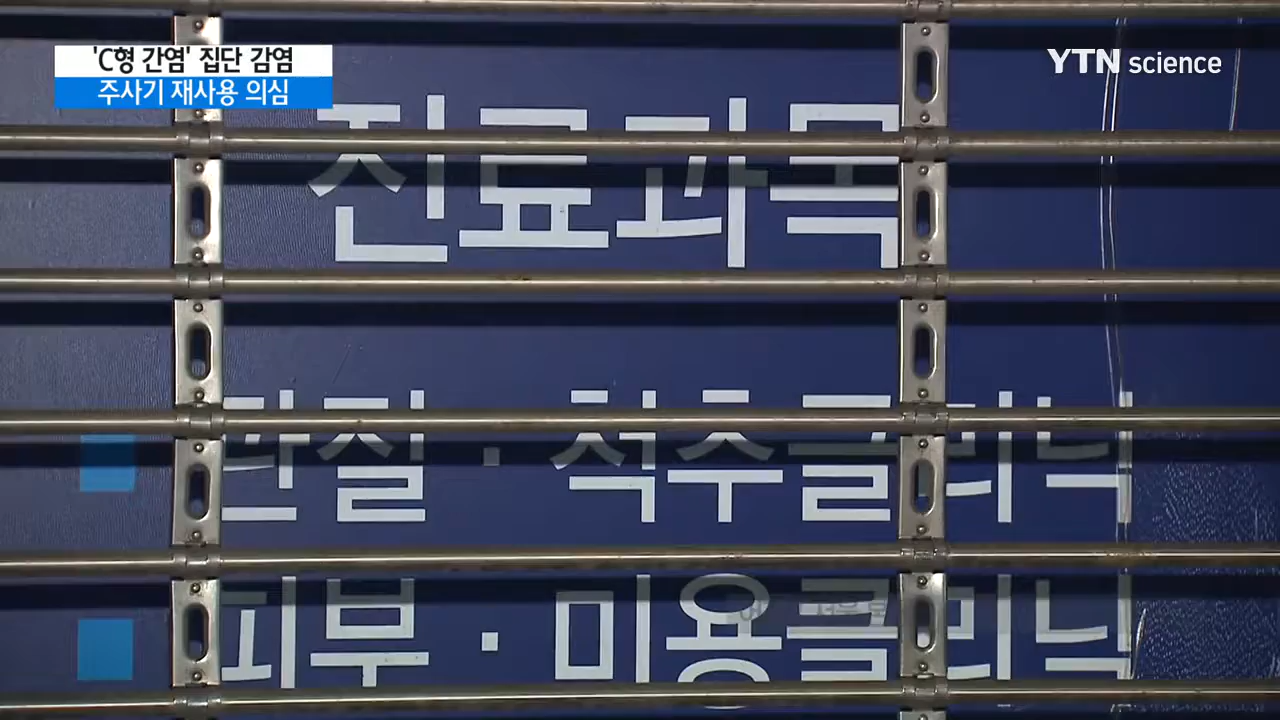 'C형 간염' 집단 감염
주사기 재사용 의심
YTN science
진료과목
관절 · 척추클리닉
피부 · 미용클리닉